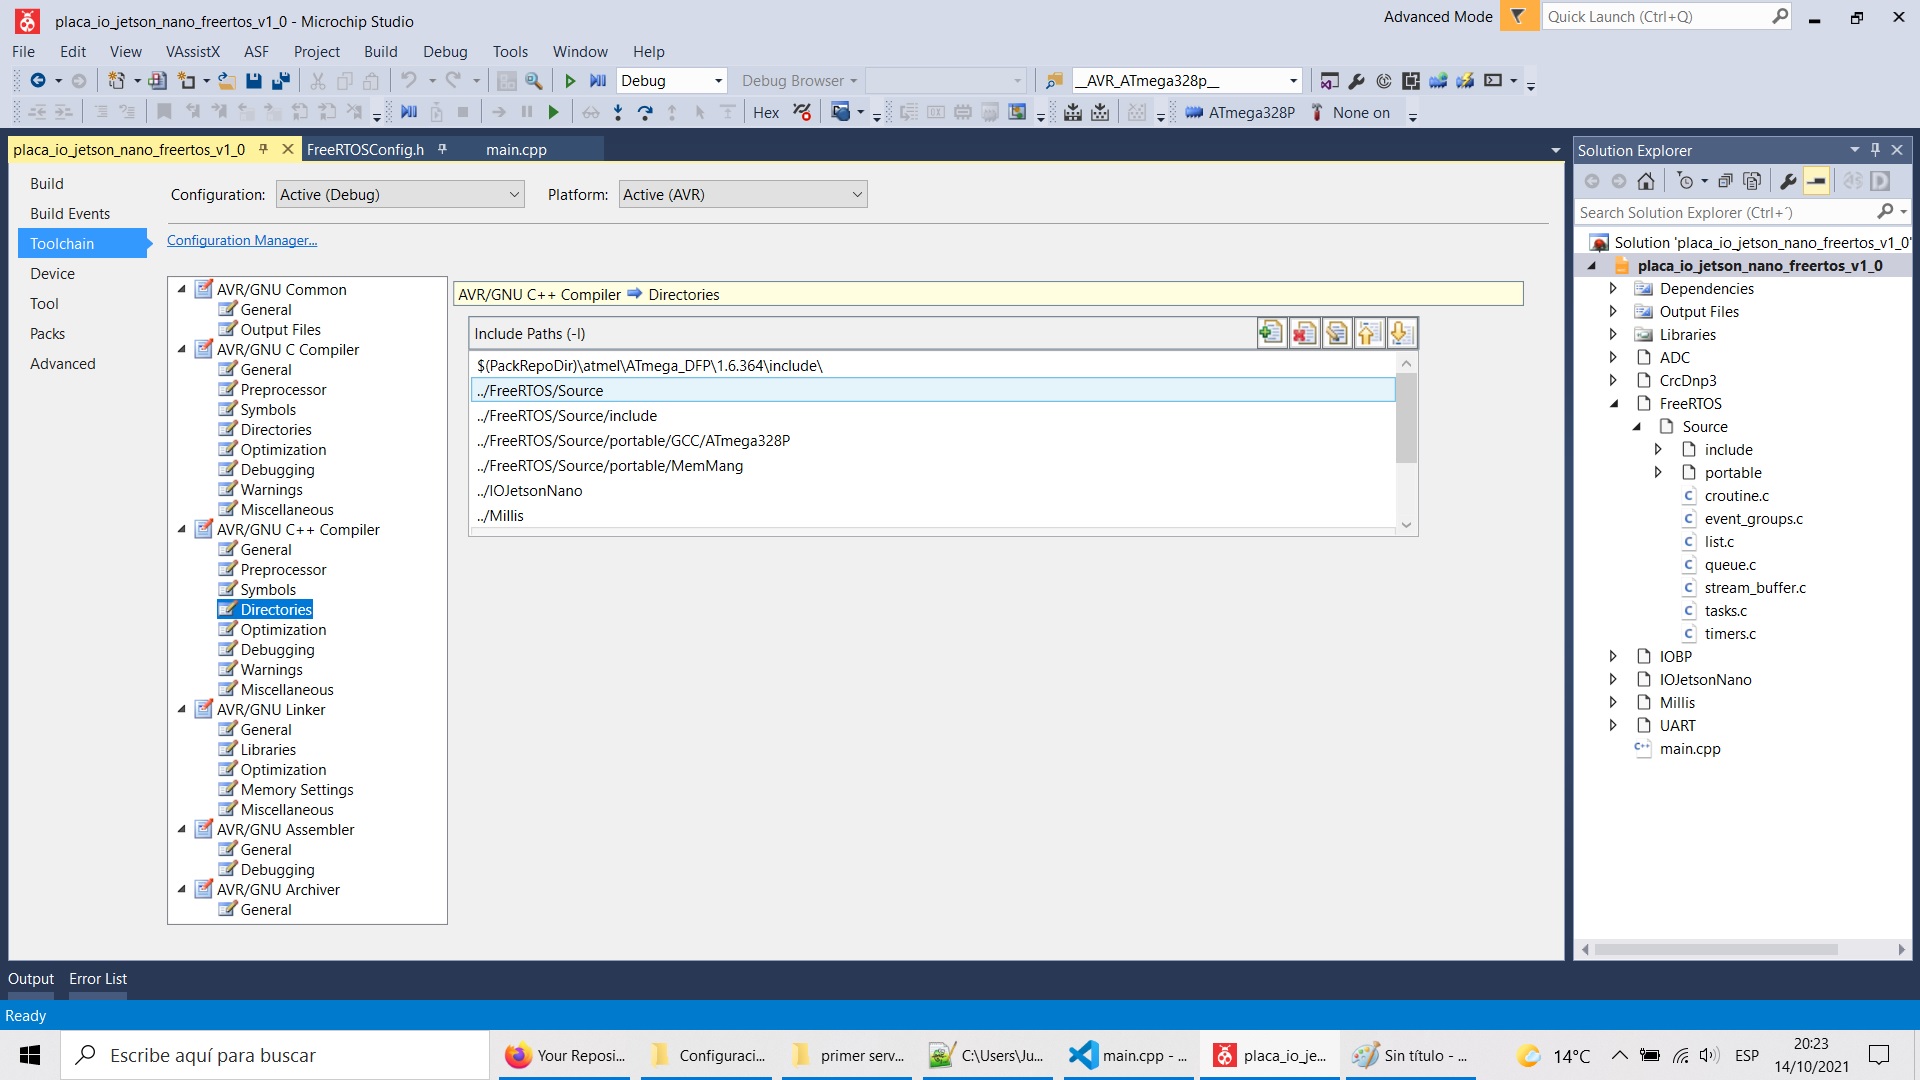 placa_io_jetson_nano_freertos_v1_0 - Microchip Studio
Advanced Mode
Quick Launch (Ctrl+Q)
File Edit View VAssistX ASF Project Build Debug Tools Window Help
Debug
Debug Browser
__AVR_ATmega328p__
Hex
ATmega328P
None on
placa_io_jetson_nano_freertos_v1_0
FreeRTOSConfig.h
main.cpp
Build
Build Events
Toolchain
Device
Tool
Packs
Advanced
Configuration: Active (Debug)
Platform: Active (AVR)
Configuration Manager...
AVR/GNU Common
General
Output Files
AVR/GNU C Compiler
General
Preprocessor
Symbols
Directories
Optimization
Debugging
Warnings
Miscellaneous
AVR/GNU C++ Compiler
General
Preprocessor
Symbols
Directories
Optimization
Debugging
Warnings
Miscellaneous
AVR/GNU Linker
General
Libraries
Optimization
Memory Settings
Miscellaneous
AVR/GNU Assembler
General
Debugging
AVR/GNU Archiver
General
AVR/GNU C++ Compiler Directories
Include Paths (-I)
$(PackRepoDir)\atmel\ATmega_DFP\1.6.364\include\
../FreeRTOS/Source
../FreeRTOS/Source/include
../FreeRTOS/Source/portable/GCC/ATmega328P
../FreeRTOS/Source/portable/MemMang
../IOJetsonNano
../Millis
Solution Explorer
Search Solution Explorer (Ctrl+´)
Solution 'placa_io_jetson_nano_freertos_v1_0'
placa_io_jetson_nano_freertos_v1_0
Dependencies
Output Files
Libraries
ADC
CrcDnp3
FreeRTOS
Source
include
portable
croutine.c
event_groups.c
list.c
queue.c
stream_buffer.c
tasks.c
timers.c
IOBP
IOJetsonNano
Millis
UART
main.cpp
Output
Error List
Ready
Escribe aquí para buscar
Your Reposi...
Configuraci...
primer serv...
C:\Users\Ju...
main.cpp - ...
placa_io_je...
Sin título - ...
14°C
ESP
20:23
14/10/2021